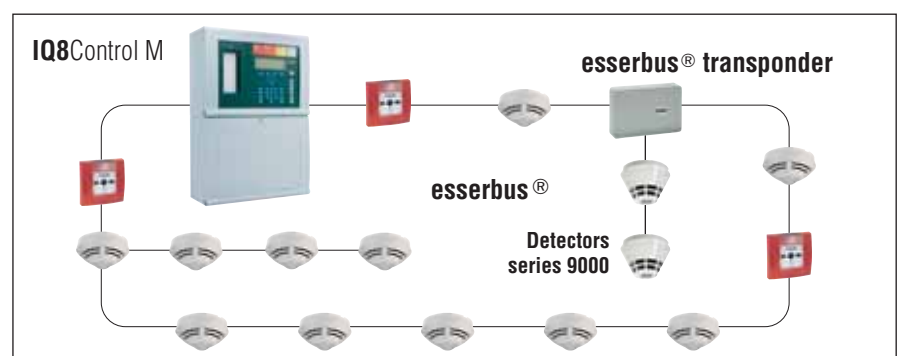 IQ8Control M
esserbus® transponder
esserbus®
Detectors
series 9000